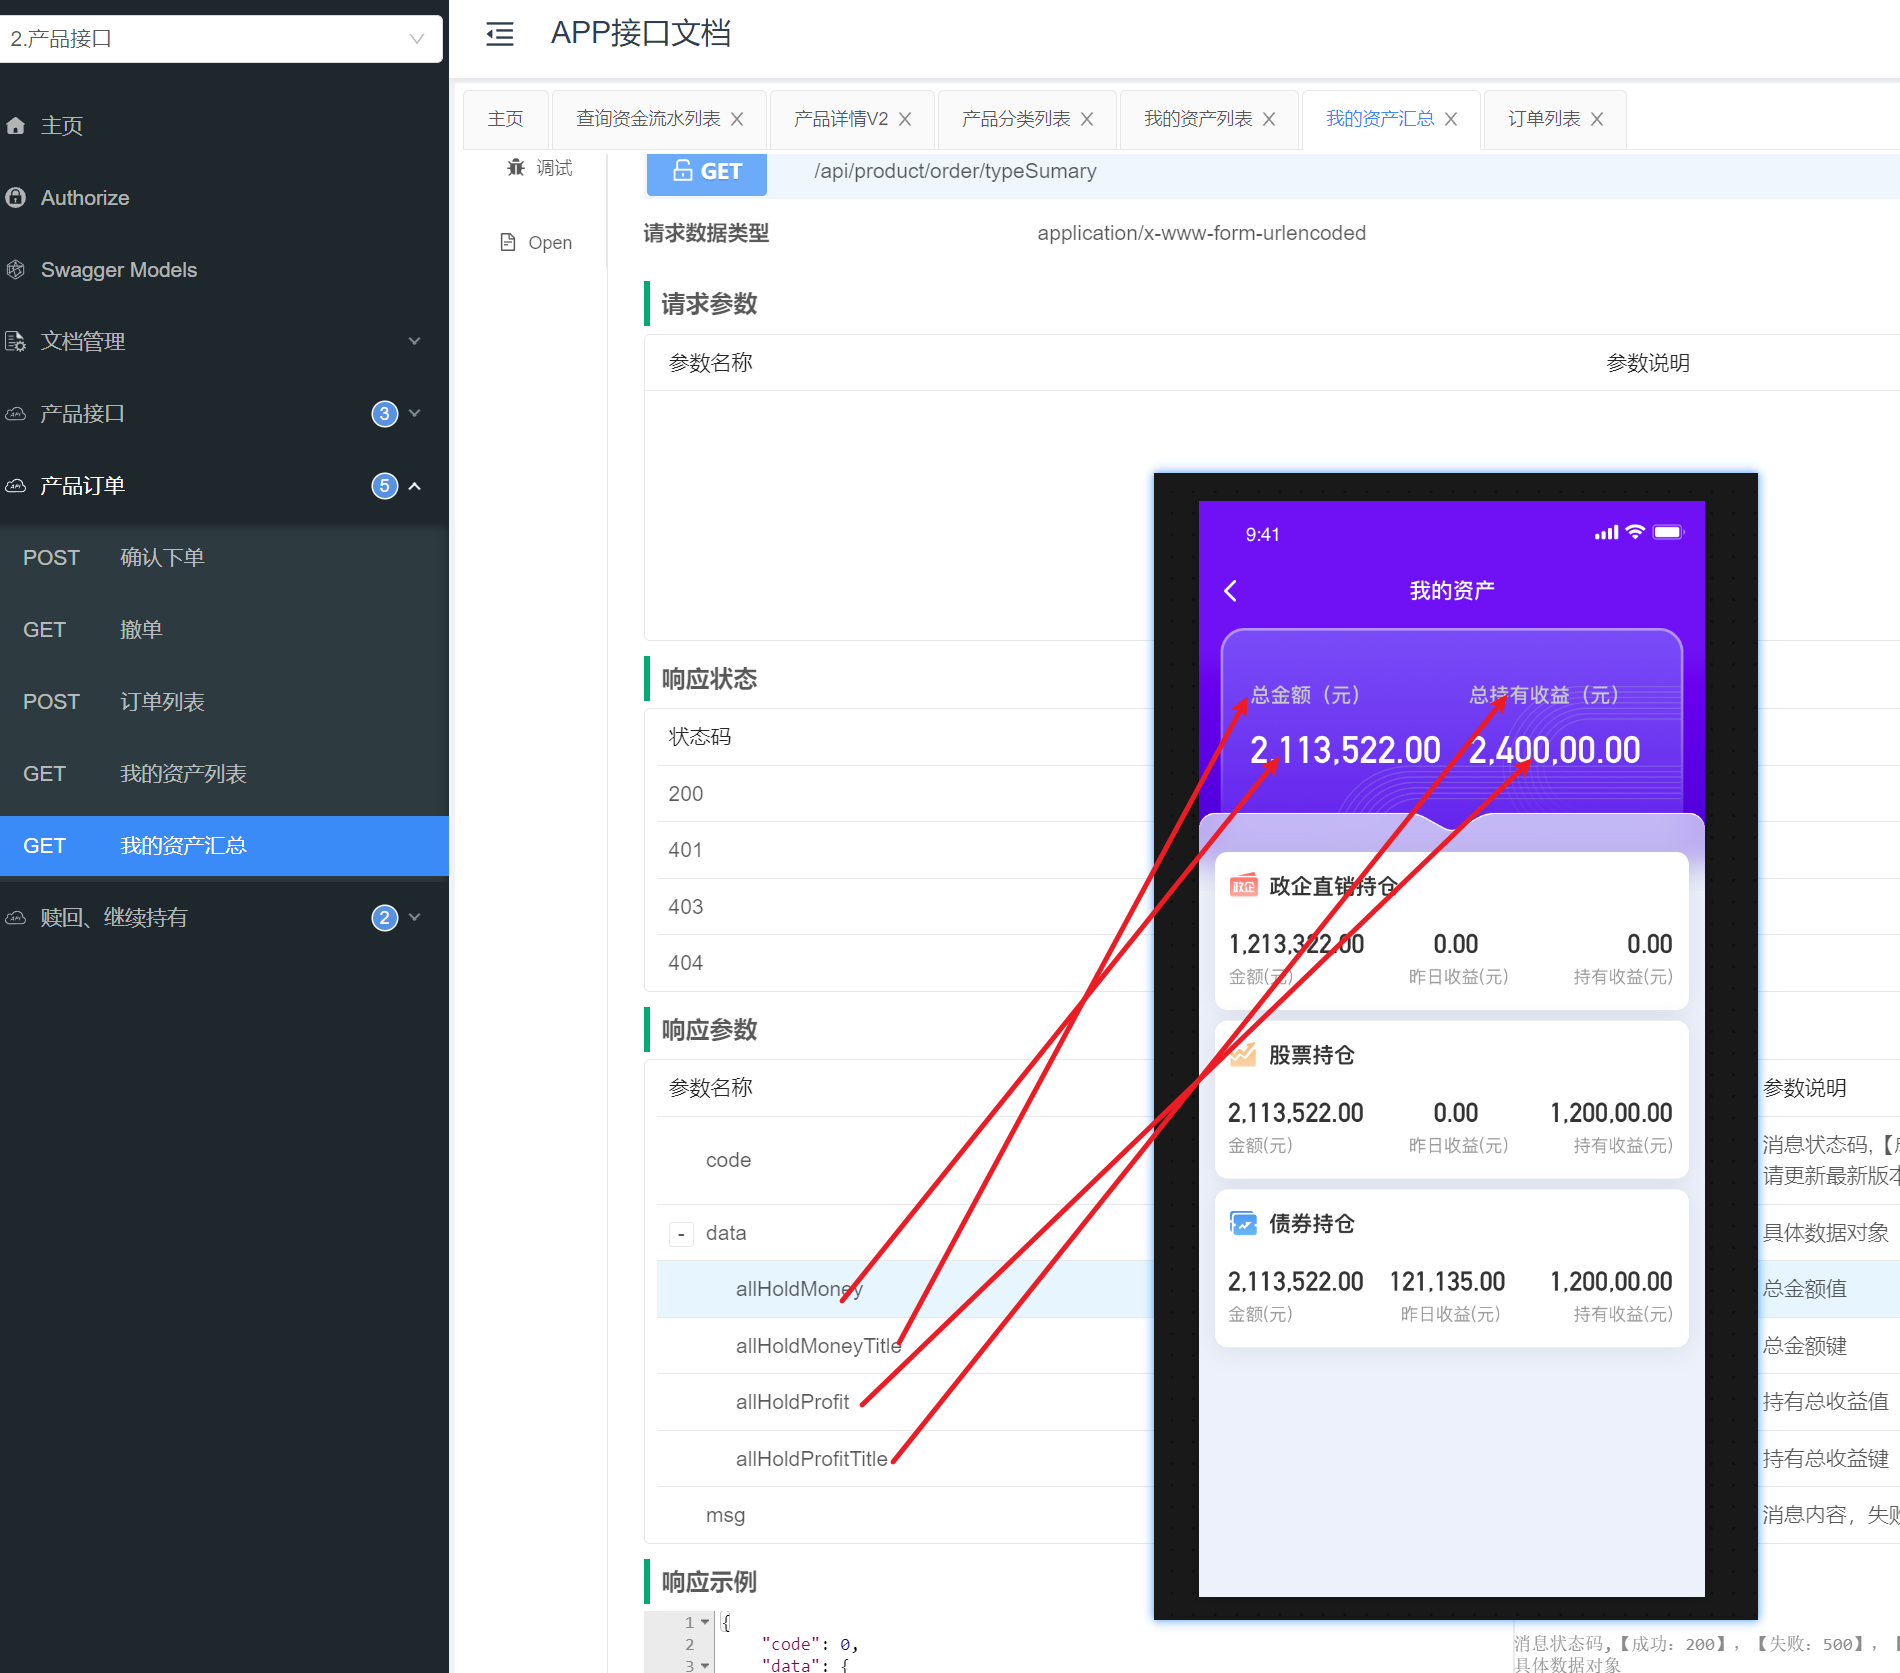 2.产品接口
APP接口文档
主页
查询资金流水列表
产品详情V2
产品分类列表
我的资产列表
我的资产汇总
订单列表
主页
Authorize
Swagger Models
文档管理
产品接口
3
产品订单
5
POST 确认下单
GET 撤单
POST 订单列表
GET 我的资产列表
GET 我的资产汇总
赎回、继续持有
2
调试
Open
GET /api/product/order/typeSumary
请求数据类型 application/x-www-form-urlencoded
请求参数
参数名称 参数说明
响应状态
状态码
200
401
403
404
响应参数
参数名称 参数说明
code 消息状态码,【
请更新最新版本
- data 具体数据对象
allHoldMoney 总金额值
allHoldMoneyTitle 总金额键
allHoldProfit 持有总收益值
allHoldProfitTitle 持有总收益键
msg 消息内容，失败
响应示例
1 {
2 "code": 0,
3 "data": {
消息状态码,【成功: 200】, 【失败: 500】, 【
具体数据对象
9:41
我的资产
总金额（元） 总持有收益（元）
2,113,522.00 2,400,00.00
政企 政企直销持仓
1,213,322.00 0.00 0.00
金额(元) 昨日收益(元) 持有收益(元)
股票持仓
2,113,522.00 0.00 1,200,00.00
金额(元) 昨日收益(元) 持有收益(元)
债券持仓
2,113,522.00 121,135.00 1,200,00.00
金额(元) 昨日收益(元) 持有收益(元)